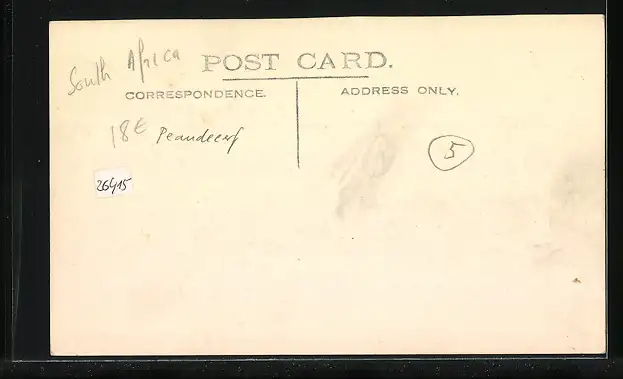 South Africa
POST CARD.
CORRESPONDENCE.
ADDRESS ONLY.
18€
5
26415